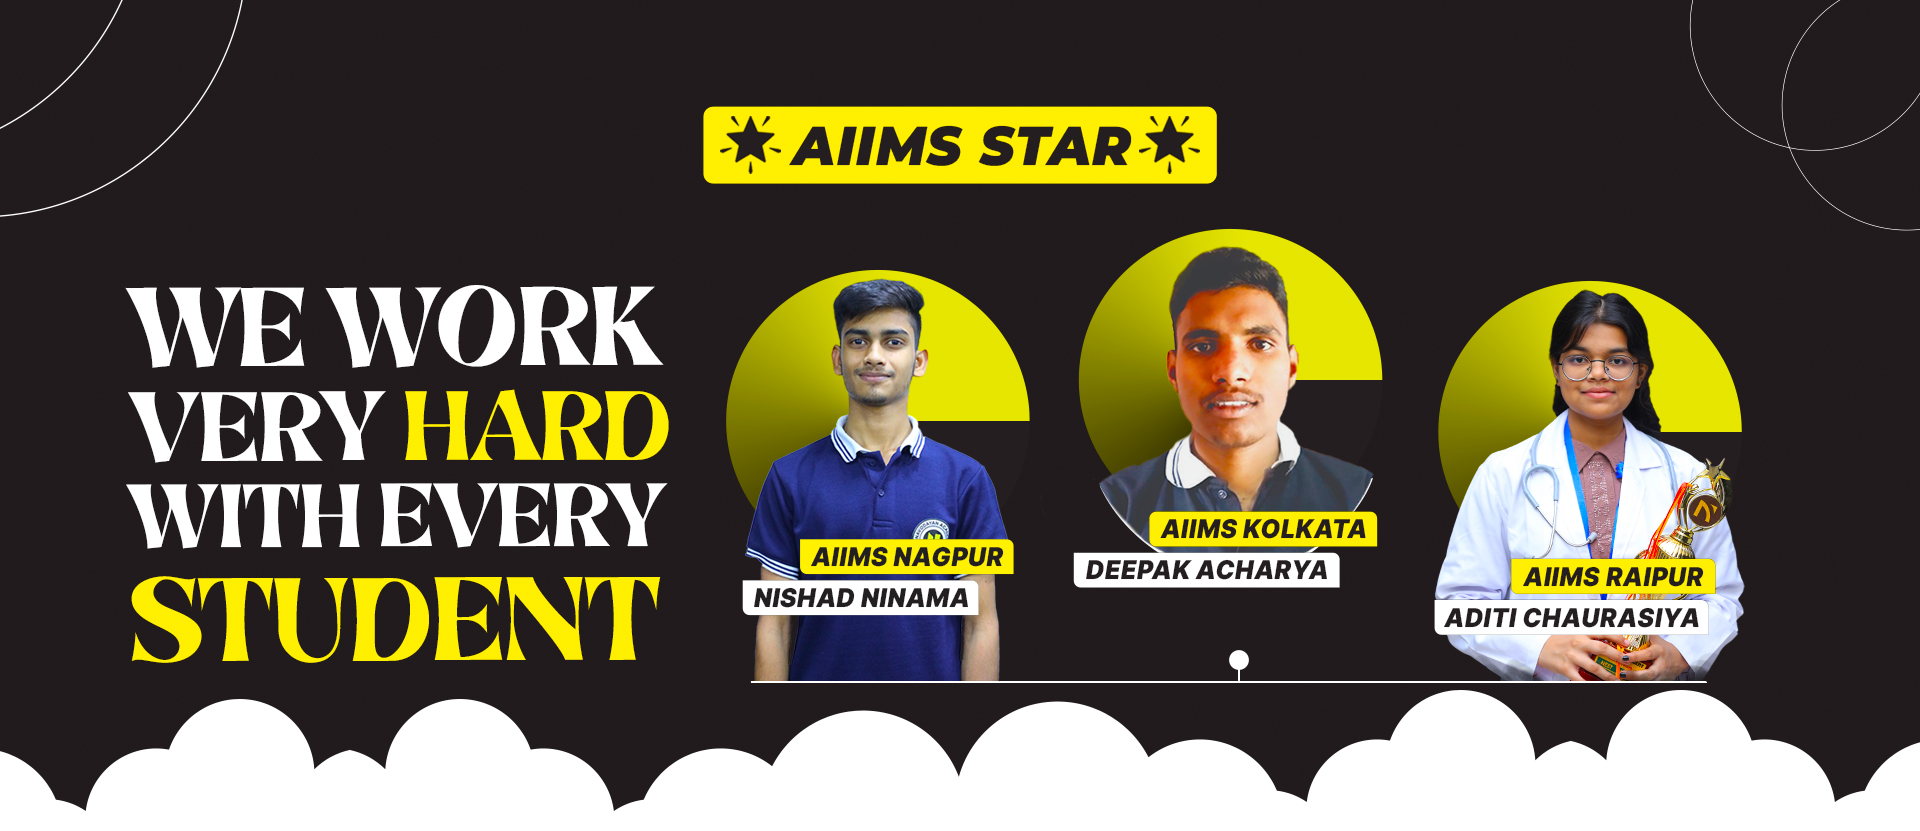 AIIMS STAR
WE WORK
VERY HARD
WITH EVERY
STUDENT
AIIMS NAGPUR
NISHAD NINAMA
AIIMS KOLKATA
DEEPAK ACHARYA
AIIMS RAIPUR
ADITI CHAURASIYA